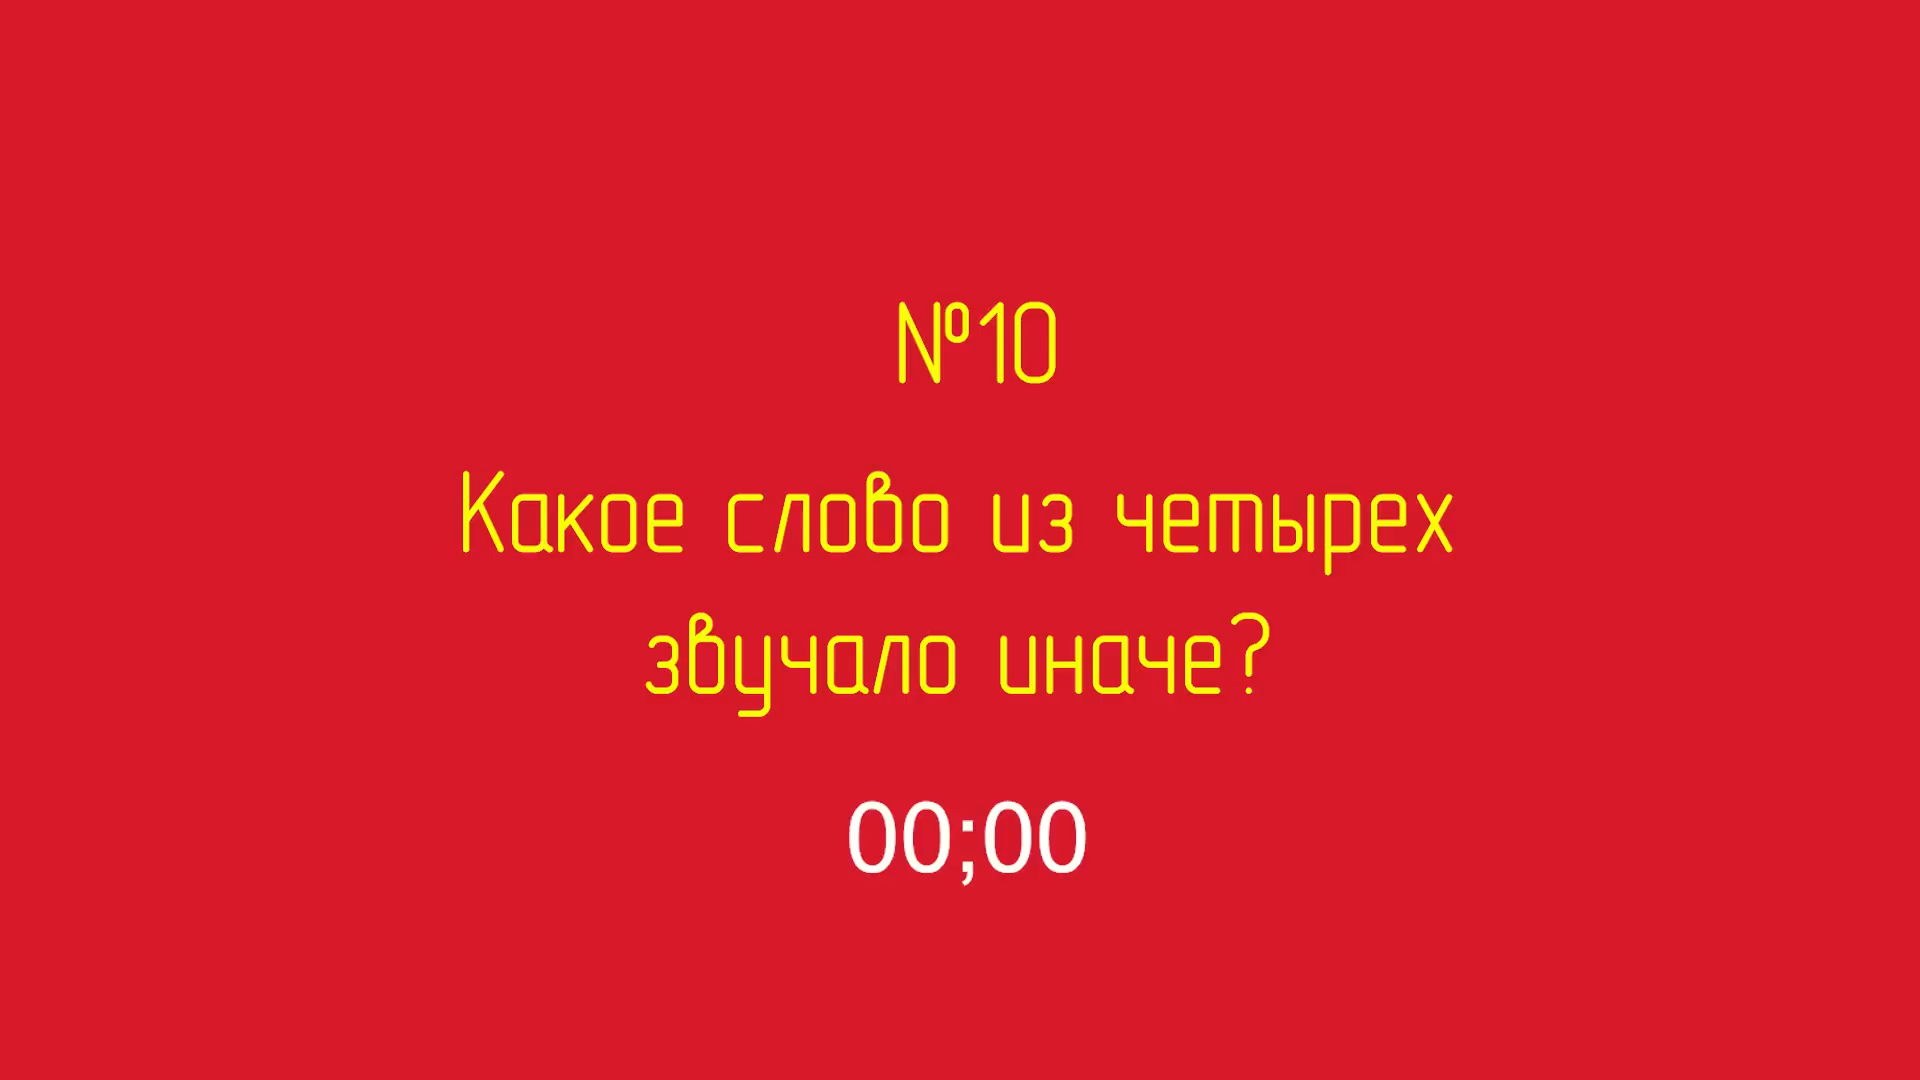 №10
Какое слово из четырех
звучало иначе?
00;00